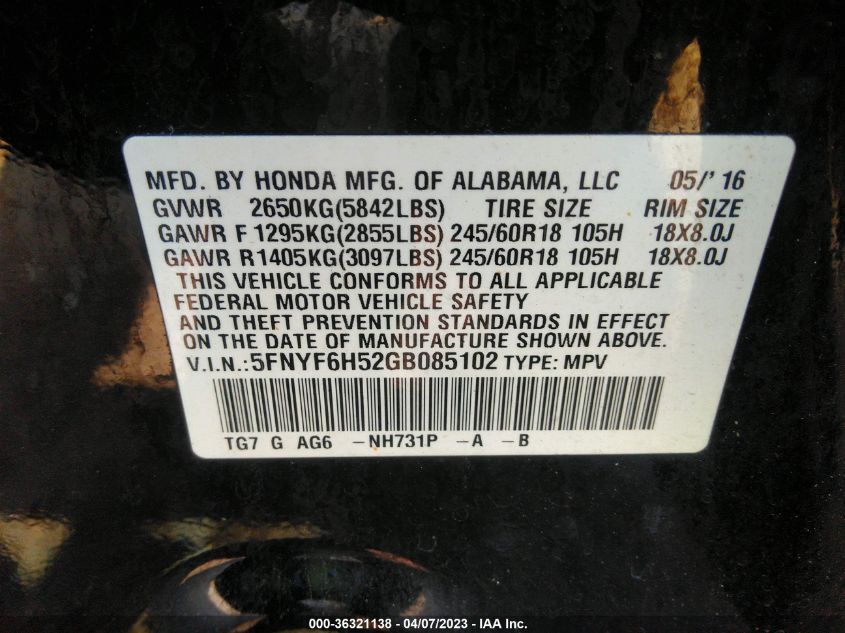 MFD. BY HONDA MFG. OF ALABAMA, LLC 05/' 16
GVWR 2650KG(5842LBS) TIRE SIZE RIM SIZE
GAWR F 1295KG(2855LBS) 245/60R18 105H 18X8.0J
GAWR R1405KG(3097LBS) 245/60R18 105H 18X8.0J
THIS VEHICLE CONFORMS TO ALL APPLICABLE
FEDERAL MOTOR VEHICLE SAFETY
AND THEFT PREVENTION STANDARDS IN EFFECT
ON THE DATE OF MANUFACTURE SHOWN ABOVE.
V.I.N.:5FNYF6H52GB085102 TYPE: MPV
TG7 G AG6 -NH731P -A -B
000-36321138 - 04/07/2023 - IAA Inc.